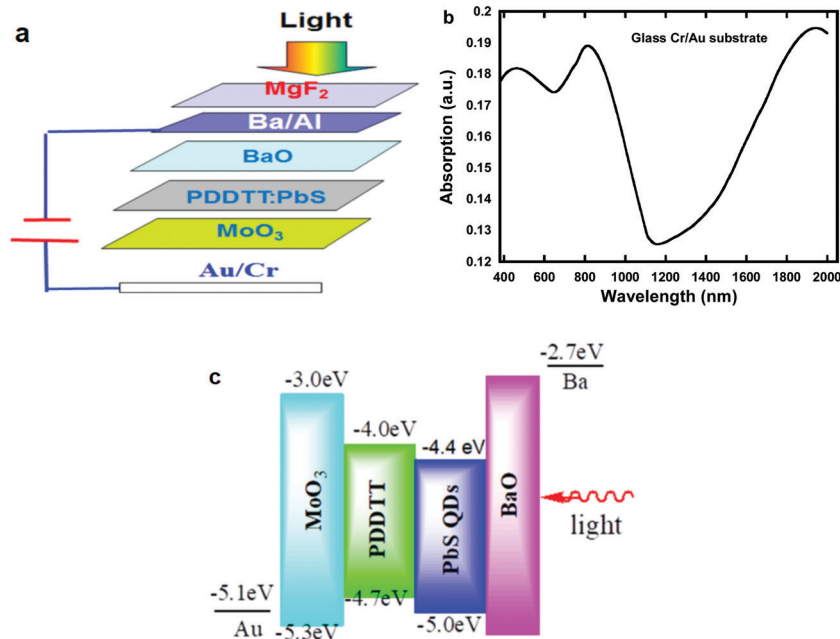 a
Light
MgF₂
Ba/Al
BaO
PDDTT:PbS
MoO₃
Au/Cr
b
0.2
0.19
0.18
0.17
0.16
0.15
0.14
0.13
0.12
Absorption (a.u.)
Glass Cr/Au substrate
400 600 800 1000 1200 1400 1600 1800 2000
Wavelength (nm)
c
-2.7eV
Ba
-3.0eV
-4.0eV
-4.4 eV
MoO₃
PDDTT
PbS QDs
BaO
light
-5.1eV
Au
-5.3eV
-4.7eV
-5.0eV